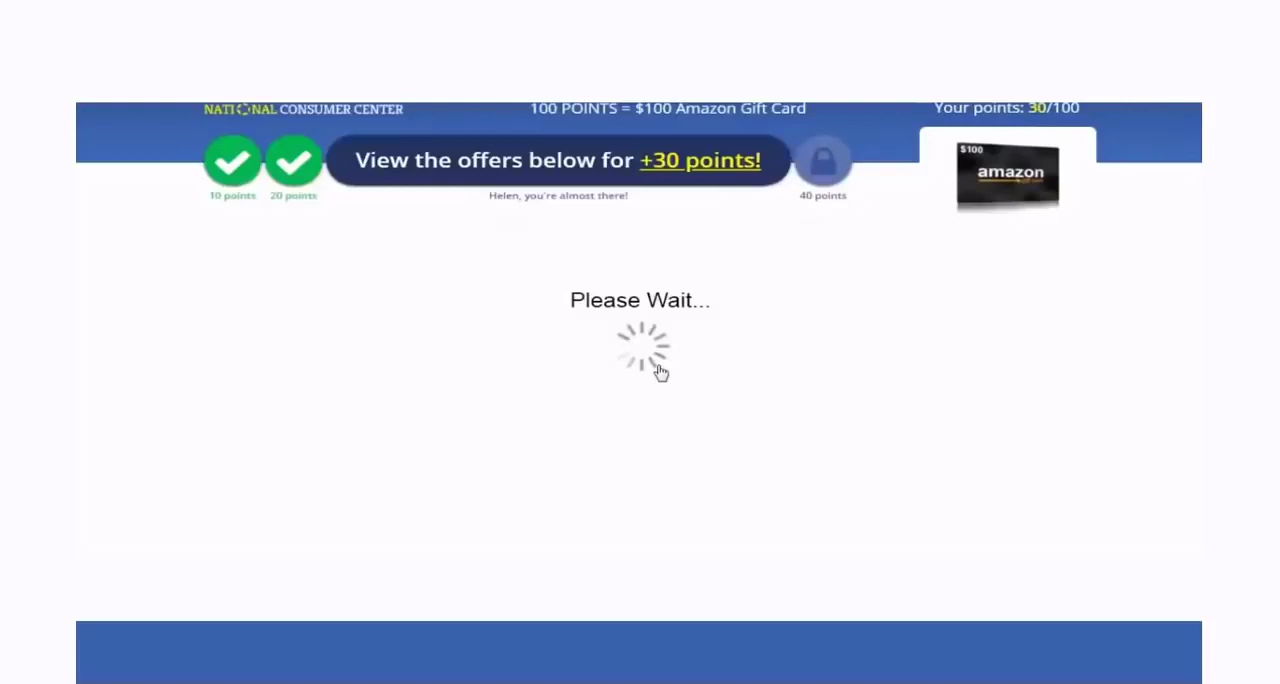 NATIONAL CONSUMER CENTER
100 POINTS = $100 Amazon Gift Card
Your points: 30/100
View the offers below for +30 points!
10 points
20 points
Helen, you're almost there!
40 points
$100
amazon
Please Wait...